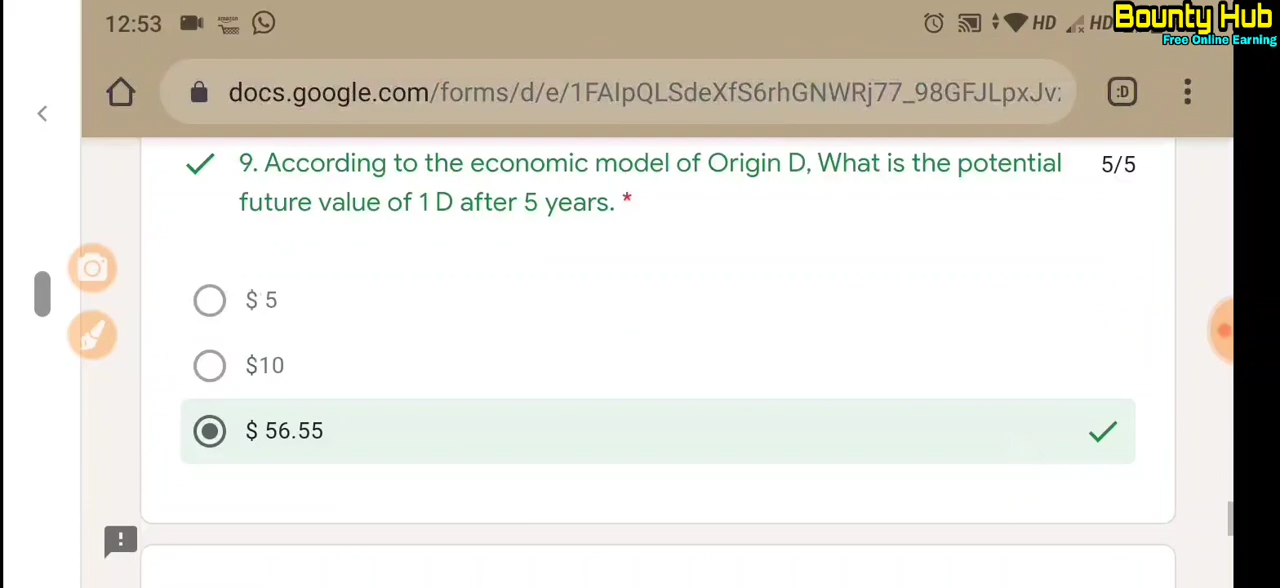 12:53
HD
HD
Bounty Hub
Free Online Earning
:D
docs.google.com/forms/d/e/1FAIpQLSdeXfS6rhGNWRj77_98GFJLpxJv:
9. According to the economic model of Origin D, What is the potential
5/5
future value of 1 D after 5 years. *
$ 5
$10
$ 56.55